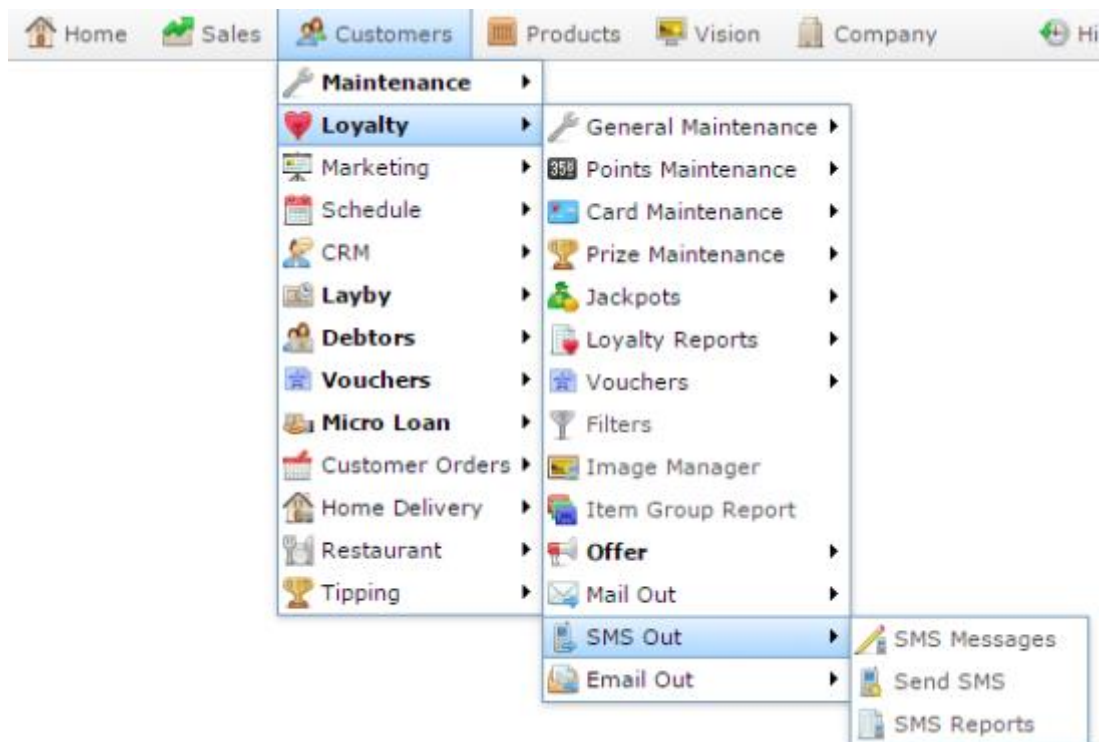 Home Sales Customers Products Vision Company Hi
Maintenance
Loyalty
Marketing
Schedule
CRM
Layby
Debtors
Vouchers
Micro Loan
Customer Orders
Home Delivery
Restaurant
Tipping
General Maintenance
Points Maintenance
Card Maintenance
Prize Maintenance
Jackpots
Loyalty Reports
Vouchers
Filters
Image Manager
Item Group Report
Offer
Mail Out
SMS Out
Email Out
SMS Messages
Send SMS
SMS Reports